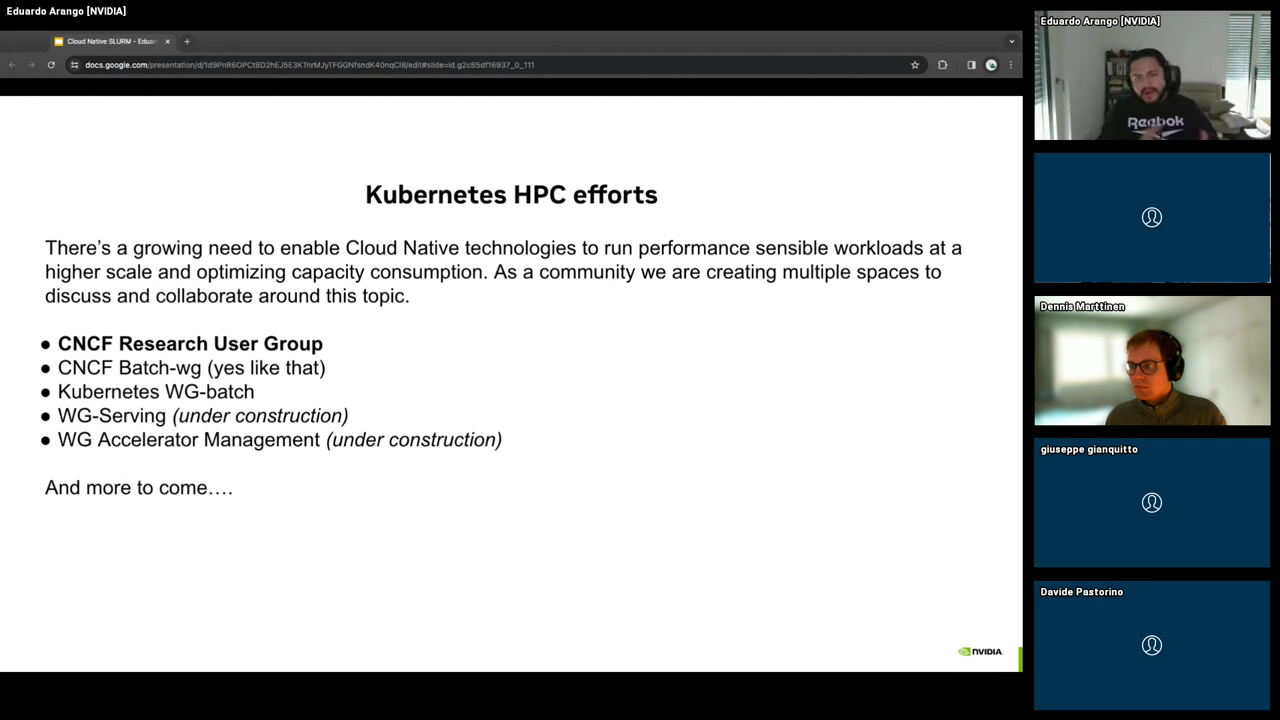 Eduardo Arango [NVIDIA]
Cloud Native SLURM - Eduar
Kubernetes HPC efforts
There's a growing need to enable Cloud Native technologies to run performance sensible workloads at a
higher scale and optimizing capacity consumption. As a community we are creating multiple spaces to
discuss and collaborate around this topic.
● CNCF Research User Group
● CNCF Batch-wg (yes like that)
● Kubernetes WG-batch
● WG-Serving (under construction)
● WG Accelerator Management (under construction)
And more to come….
NVIDIA
Eduardo Arango [NVIDIA]
Reebok
Dennis Marttinen
giuseppe gianquitto
Davide Pastorino